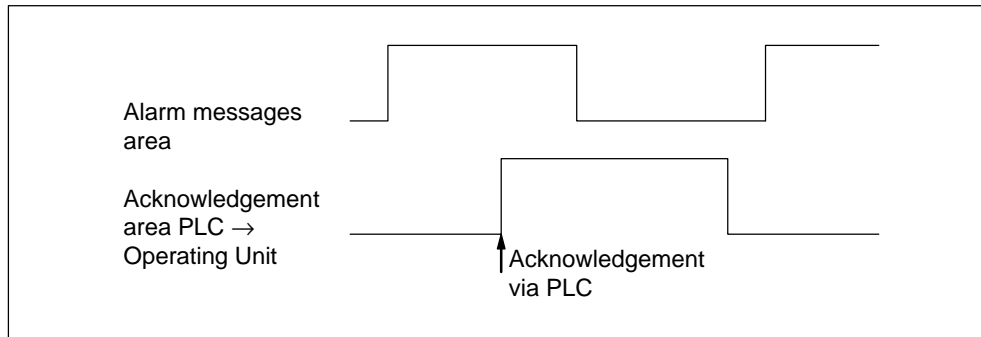 Alarm messages
area
Acknowledgement
area PLC →
Operating Unit
Acknowledgement
via PLC